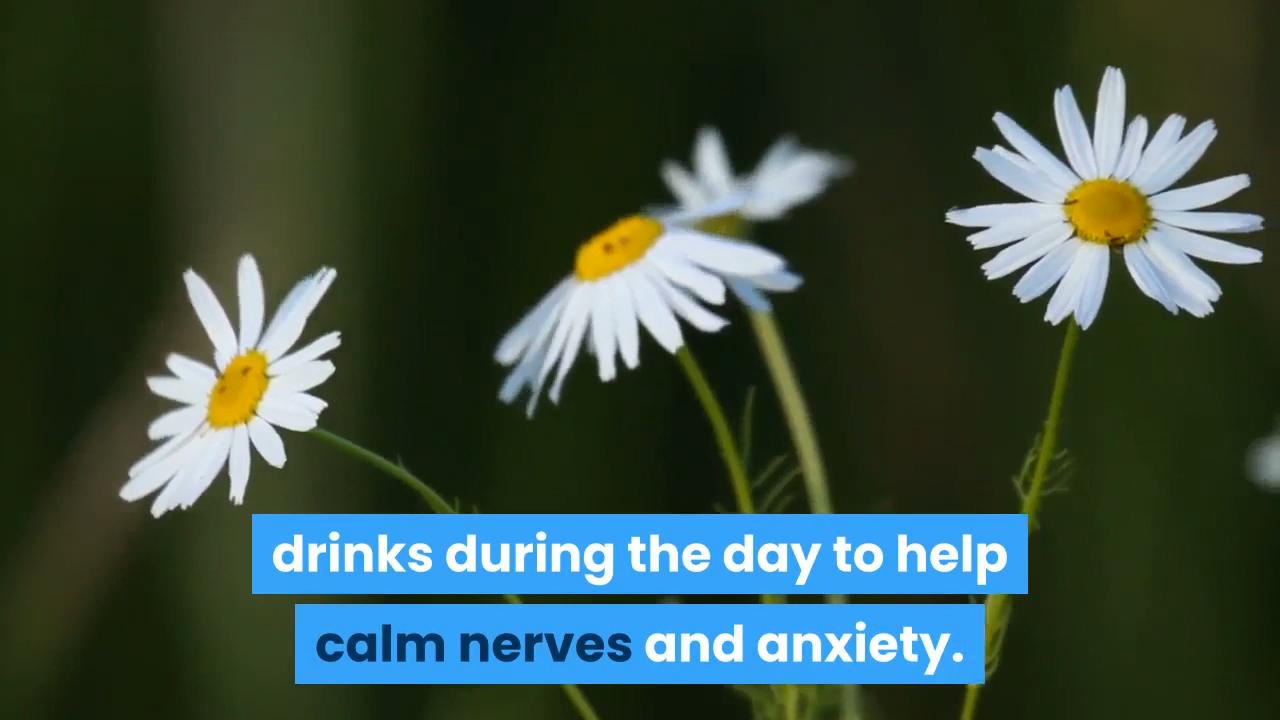 drinks during the day to help
calm nerves and anxiety.